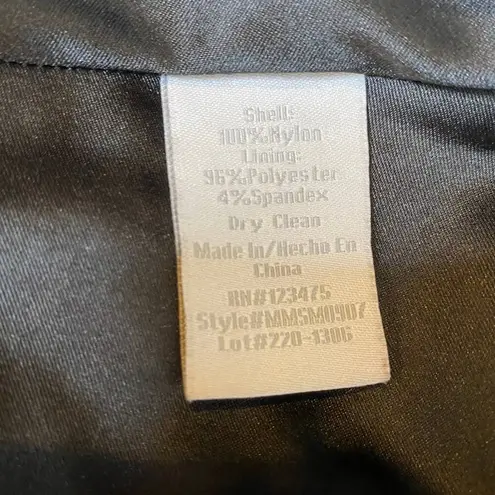 Shell:
100%Nylon
Lining:
96%Polyester
4%Spandex
Dry Clean
Made In/Hecho En
China
RN#123475
Style#MMSM0907
Lot#220-1306